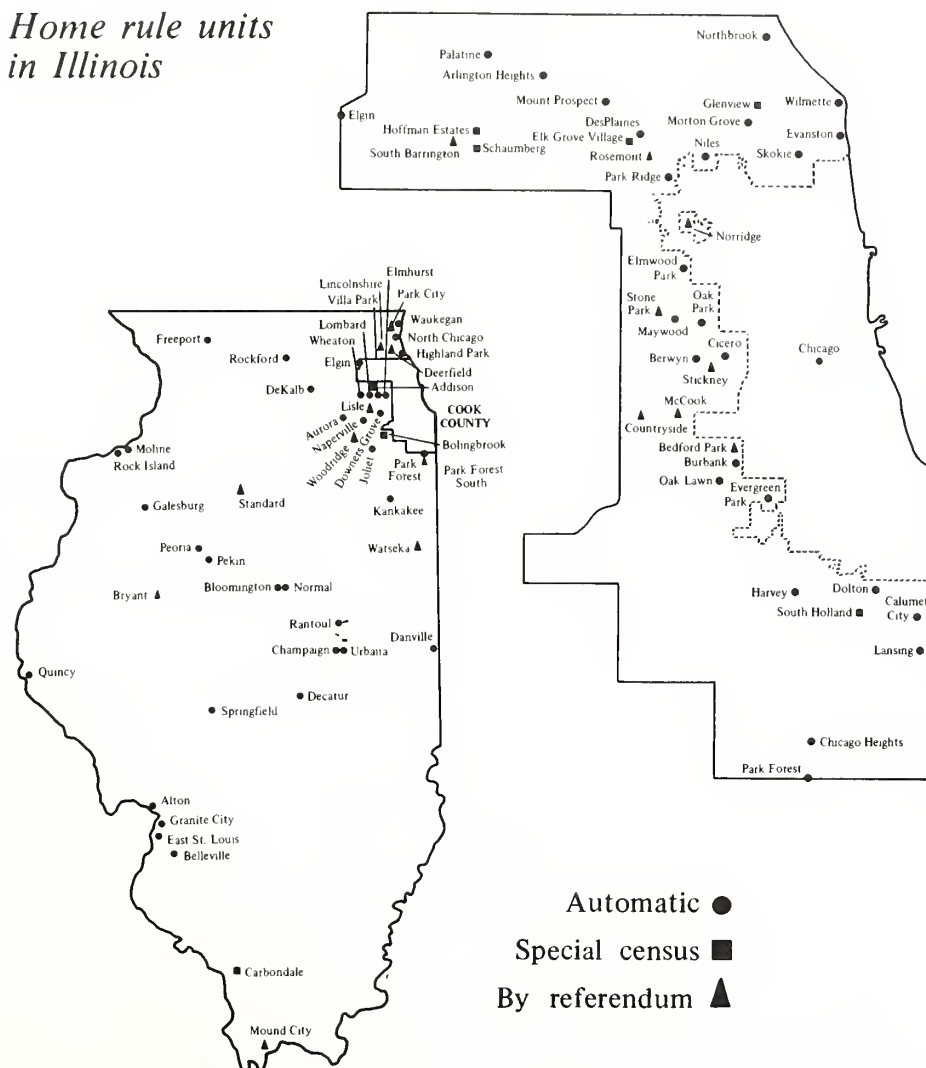 Home rule units
in Illinois
Northbrook
Palatine
Arlington Heights
Mount Prospect
Glenview
Wilmette
Elgin
DesPlaines
Morton Grove
Hoffman Estates
Elk Grove Village
Evanston
South Barrington
Schaumberg
Rosemont
Niles
Skokie
Park Ridge
Norridge
Elmwood
Park
Elmhurst
Lincolnshire
Villa Park
Park City
Stone
Park
Oak
Park
Lombard
Waukegan
Maywood
Wheaton
North Chicago
Freeport
Highland Park
Cicero
Chicago
Rockford
Elgin
Deerfield
Berwyn
Stickney
DeKalb
Addison
Lisle
COOK
COUNTY
McCook
Aurora
Countryside
Naperville
Bolingbrook
Woodridge
Downers Grove
Joliet
Moline
Rock Island
Park
Forest
Park Forest
South
Bedford Park
Burbank
Oak Lawn
Evergreen
Park
Galesburg
Standard
Kankakee
Peoria
Pekin
Watseka
Bryant
Bloomington
Normal
Harvey
Dolton
South Holland
Calumet
City
Rantoul
Danville
Champaign
Urbana
Lansing
Quincy
Decatur
Springfield
Chicago Heights
Park Forest
Alton
Granite City
East St. Louis
Belleville
Automatic
Special census
By referendum
Carbondale
Mound City